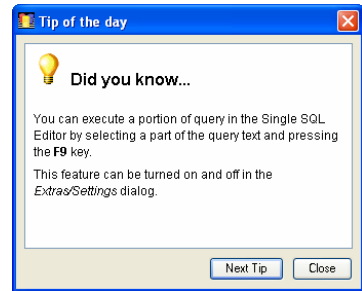 Tip of the day
Did you know...
You can execute a portion of query in the Single SQL
Editor by selecting a part of the query text and pressing
the F9 key.
This feature can be turned on and off in the
Extras/Settings dialog.
Next Tip Close